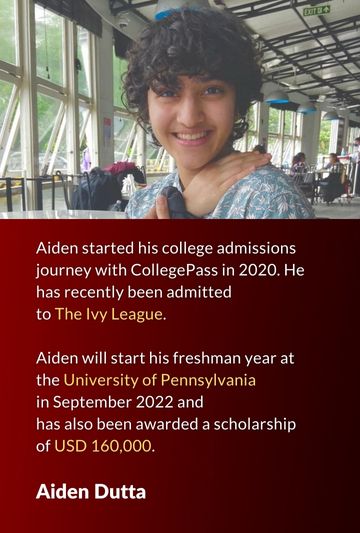 EXIT
Aiden started his college admissions
journey with CollegePass in 2020. He
has recently been admitted
to The Ivy League.
Aiden will start his freshman year at
the University of Pennsylvania
in September 2022 and
has also been awarded a scholarship
of USD 160,000.
Aiden Dutta